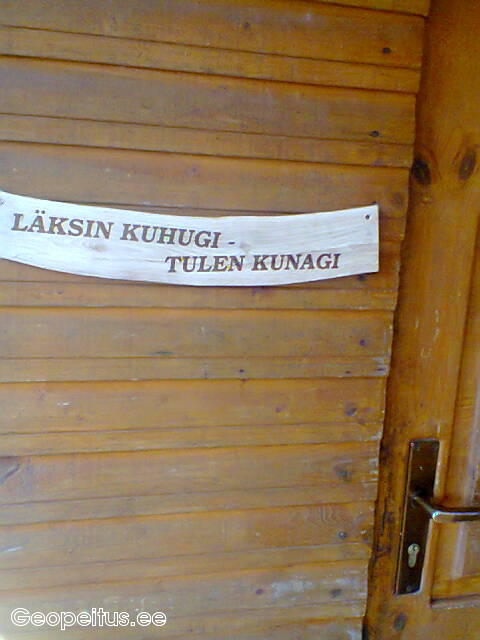 LÄKSIN KUHUGI -
TULEN KUNAGI
Geopeitus.ee